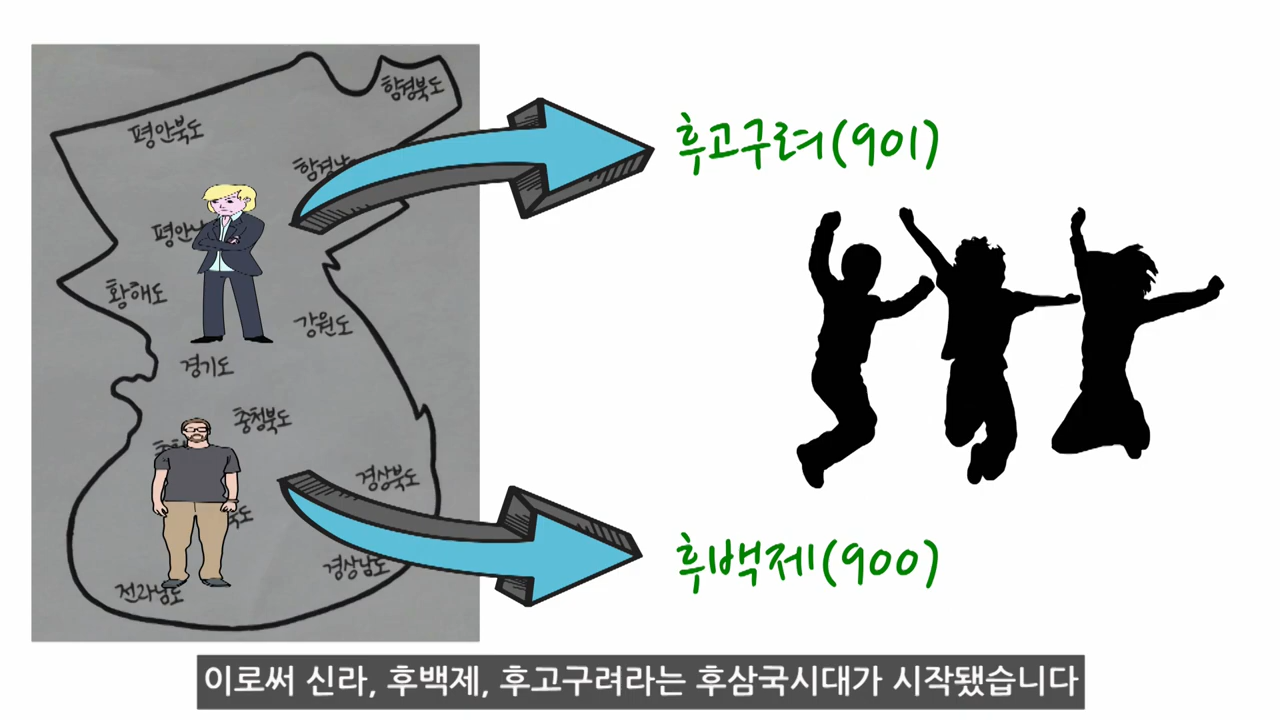 함경북도
평안북도
후고구려(901)
황해도
강원도
경기도
충청북도
경상북도
후백제(900)
경상남도
전라남도
이로써 신라, 후백제, 후고구려라는 후삼국시대가 시작됐습니다